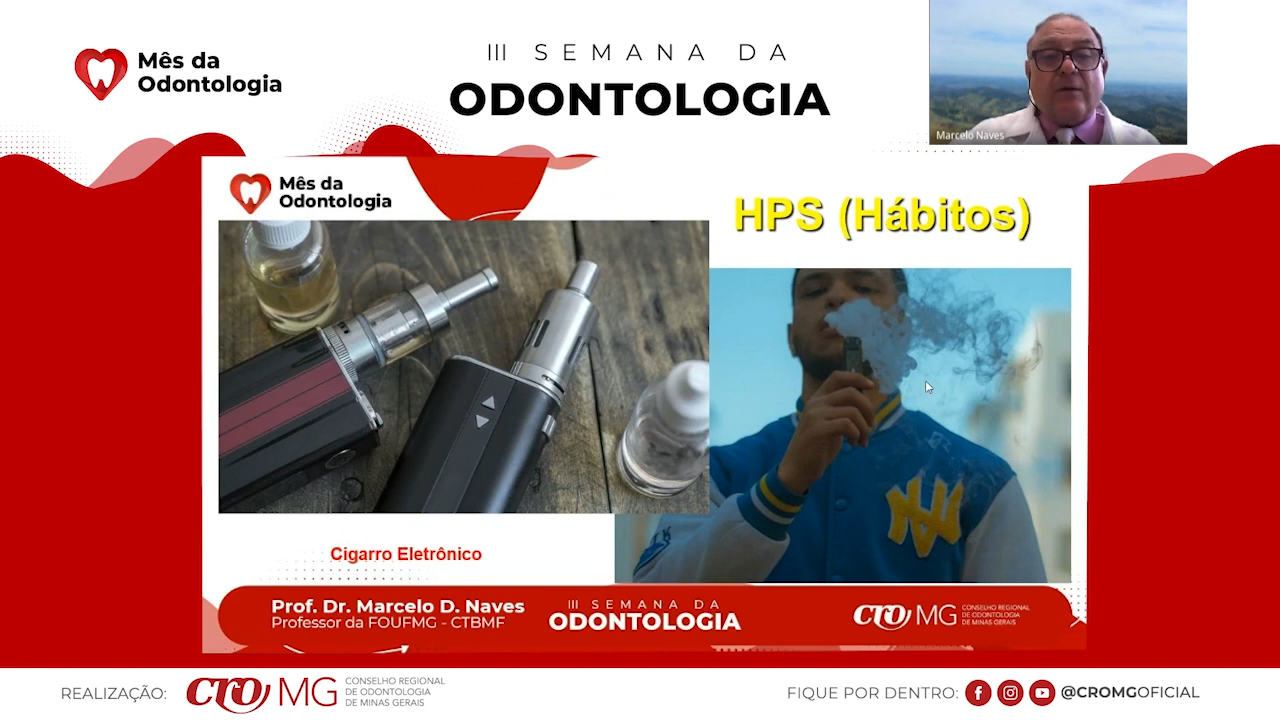 Mês da
Odontologia
III SEMANA DA
ODONTOLOGIA
Marcelo Naves
Mês da
Odontologia
HPS (Hábitos)
Cigarro Eletrônico
Prof. Dr. Marcelo D. Naves
Professor da FOUFMG - CTBMF
III SEMANA DA
ODONTOLOGIA
CRO MG
CONSELHO REGIONAL
DE ODONTOLOGIA
DE MINAS GERAIS
REALIZAÇÃO:
CRO MG
CONSELHO REGIONAL
DE ODONTOLOGIA
DE MINAS GERAIS
FIQUE POR DENTRO: @CROMGOFICIAL